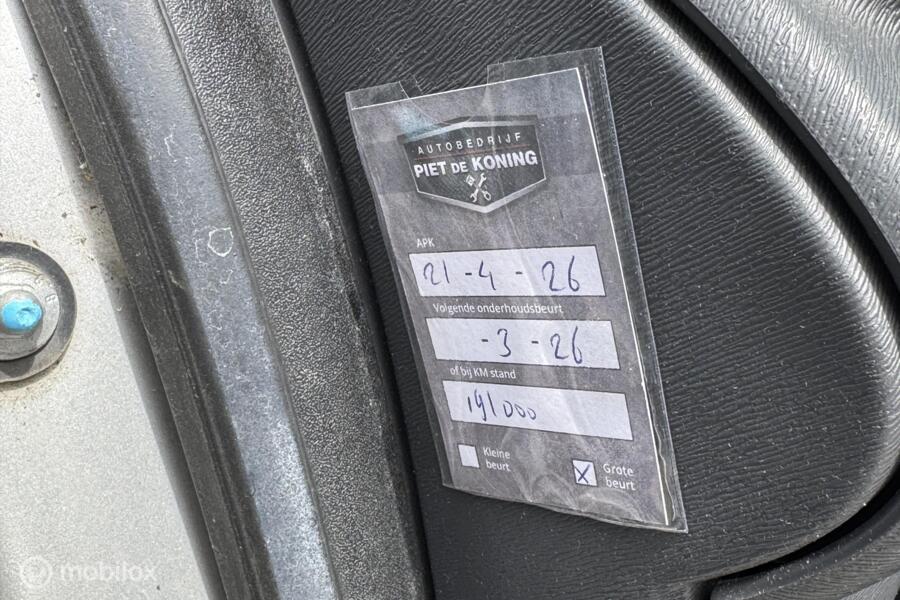 AUTOBEDRIJF
PIET DE KONING
APK
21-4-26
Volgende onderhoudsbeurt
-3-26
of bij KM stand
191000
Kleine
beurt
Grote
beurt
mobilox